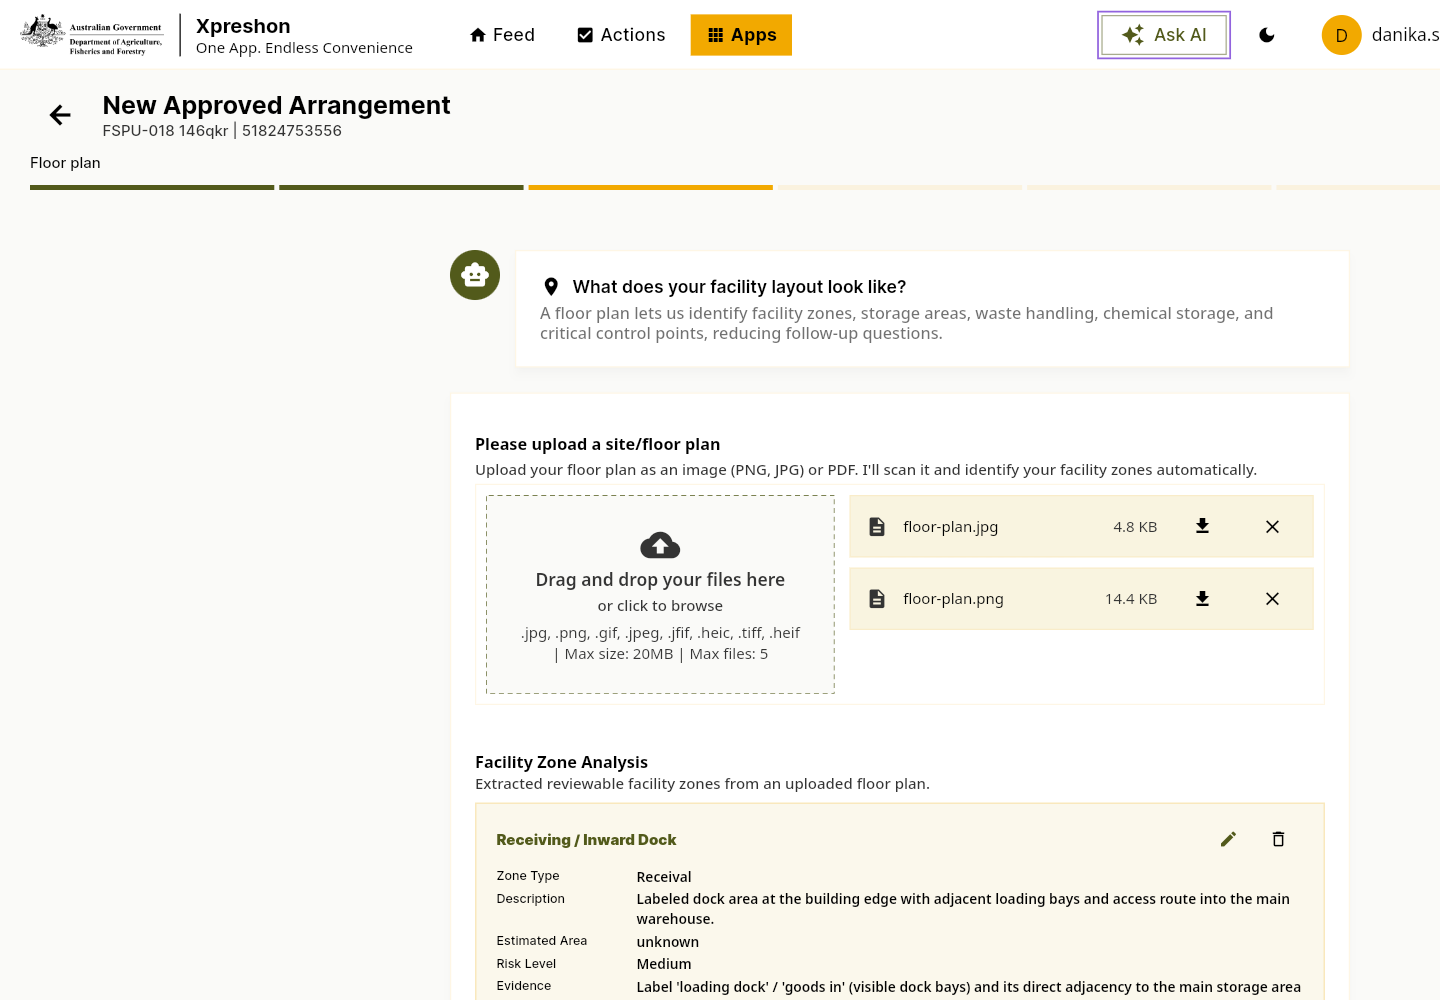 Australian Government
Department of Agriculture,
Fisheries and Forestry
Xpreshon
One App. Endless Convenience
Feed
Actions
Apps
Ask AI
D
danika.s
New Approved Arrangement
FSPU-018 146qkr | 51824753556
Floor plan
What does your facility layout look like?
A floor plan lets us identify facility zones, storage areas, waste handling, chemical storage, and
critical control points, reducing follow-up questions.
Please upload a site/floor plan
Upload your floor plan as an image (PNG, JPG) or PDF. I'll scan it and identify your facility zones automatically.
Drag and drop your files here
or click to browse
.jpg, .png, .gif, .jpeg, .jfif, .heic, .tiff, .heif
| Max size: 20MB | Max files: 5
floor-plan.jpg
4.8 KB
floor-plan.png
14.4 KB
Facility Zone Analysis
Extracted reviewable facility zones from an uploaded floor plan.
Receiving / Inward Dock
Zone Type
Receival
Description
Labeled dock area at the building edge with adjacent loading bays and access route into the main
warehouse.
Estimated Area
unknown
Risk Level
Medium
Evidence
Label 'loading dock' / 'goods in' (visible dock bays) and its direct adjacency to the main storage area